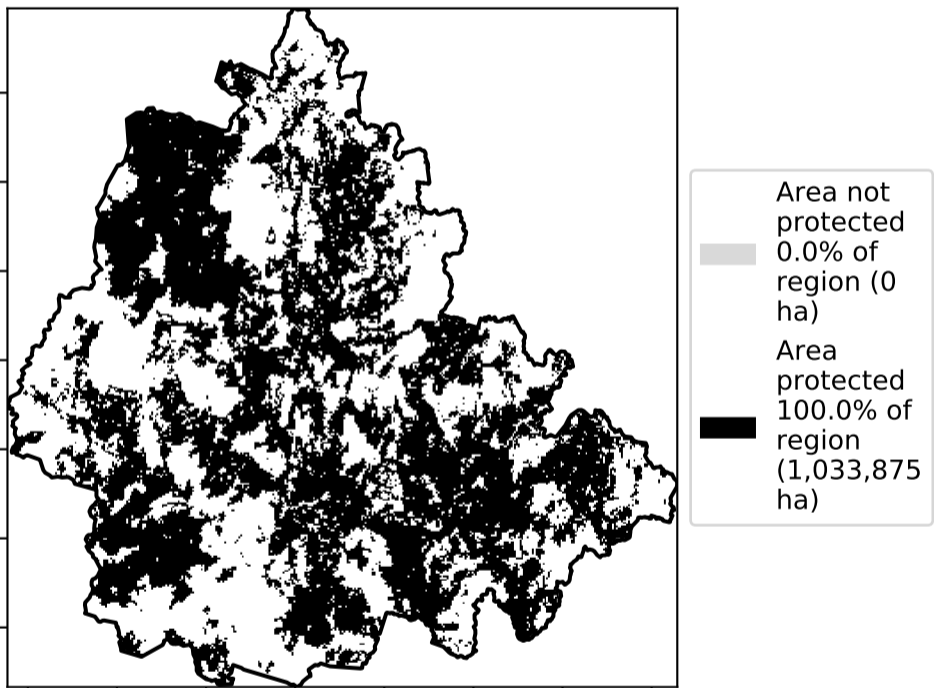 Area not
protected
0.0% of
region (0
ha)
Area
protected
100.0% of
region
(1,033,875
ha)